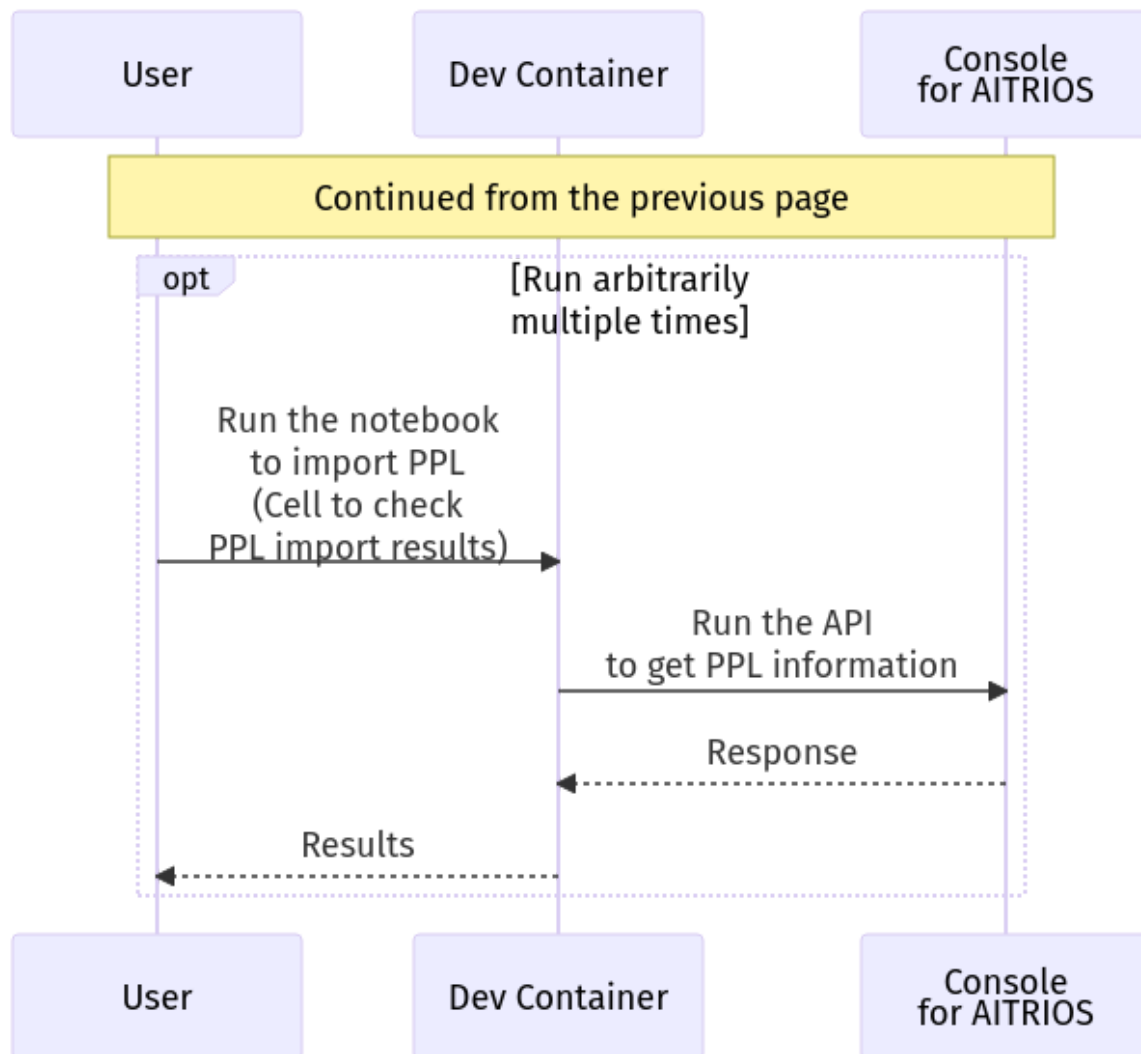 User
Dev Container
Console
for AITRIOS
Continued from the previous page
opt
[Run arbitrarily
multiple times]
Run the notebook
to import PPL
(Cell to check
PPL import results)
Run the API
to get PPL information
Response
Results
User
Dev Container
Console
for AITRIOS